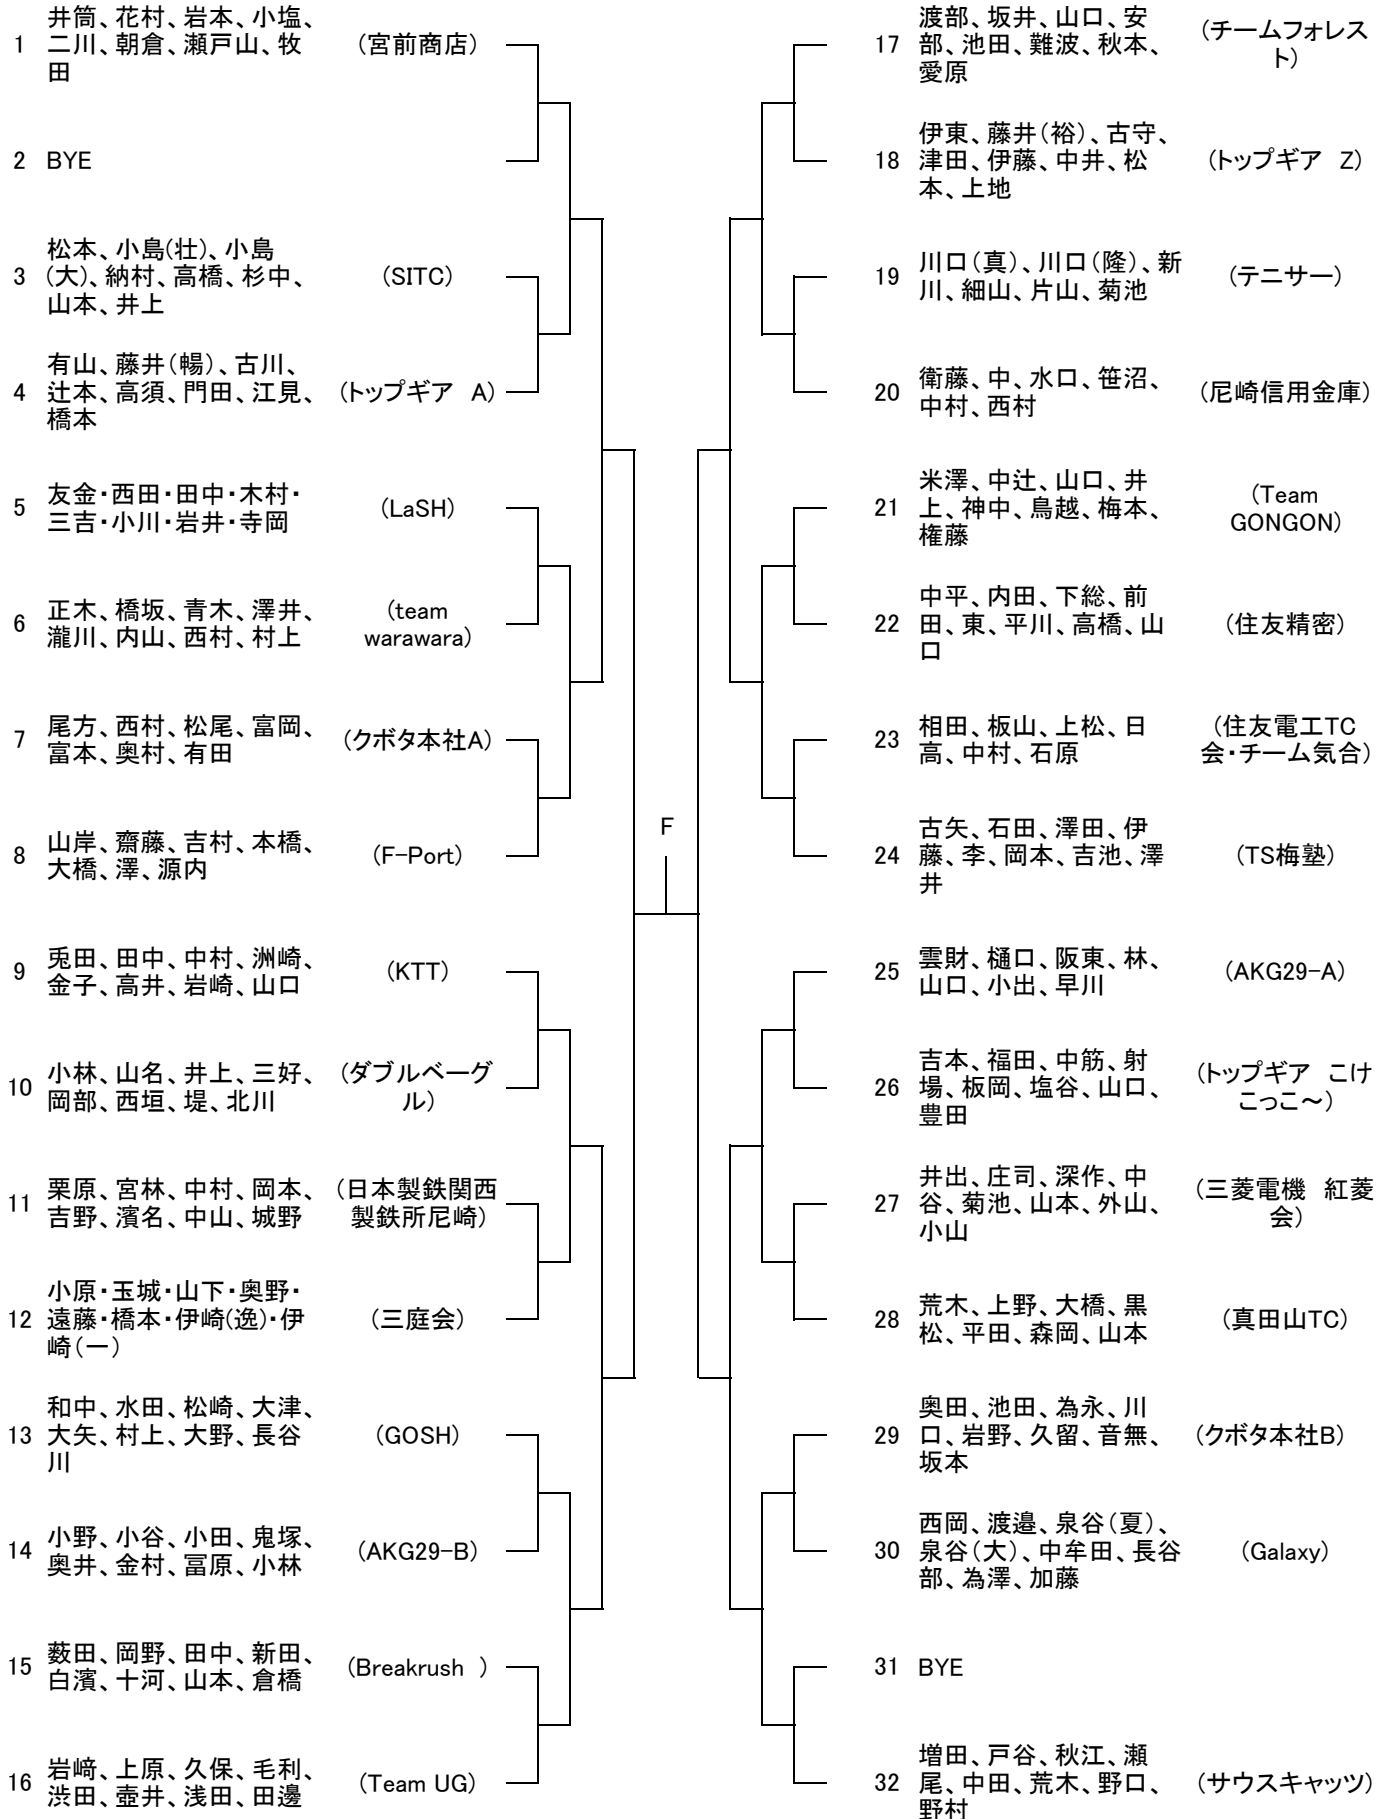 1
井筒、花村、岩本、小塩、
二川、朝倉、瀬戸山、牧
田
(宮前商店)
2
BYE
3
松本、小島(壮)、小島
(大)、納村、高橋、杉中、
山本、井上
(SITC)
4
有山、藤井(暢)、古川、
辻本、高須、門田、江見、
橋本
(トップギア　A)
5
友金・西田・田中・木村・
三吉・小川・岩井・寺岡
(LaSH)
6
正木、橋坂、青木、澤井、
瀧川、内山、西村、村上
(team
warawara)
7
尾方、西村、松尾、富岡、
富本、奥村、有田
(クボタ本社A)
8
山岸、齋藤、吉村、本橋、
大橋、澤、源内
(F-Port)
9
兎田、田中、中村、洲崎、
金子、高井、岩崎、山口
(KTT)
10
小林、山名、井上、三好、
岡部、西垣、堤、北川
(ダブルベーグ
ル)
11
栗原、宮林、中村、岡本、
吉野、濱名、中山、城野
(日本製鉄関西
製鉄所尼崎)
12
小原・玉城・山下・奥野・
遠藤・橋本・伊崎(逸)・伊
崎(一)
(三庭会)
13
和中、水田、松崎、大津、
大矢、村上、大野、長谷
川
(GOSH)
14
小野、小谷、小田、鬼塚、
奥井、金村、冨原、小林
(AKG29-B)
15
薮田、岡野、田中、新田、
白濱、十河、山本、倉橋
(Breakrush　)
16
岩﨑、上原、久保、毛利、
渋田、壷井、浅田、田邊
(Team UG)
F
17
渡部、坂井、山口、安
部、池田、難波、秋本、
愛原
(チームフォレス
ト)
18
伊東、藤井(裕)、古守、
津田、伊藤、中井、松
本、上地
(トップギア　Z)
19
川口(真)、川口(隆)、新
川、細山、片山、菊池
(テニサー)
20
衛藤、中、水口、笹沼、
中村、西村
(尼崎信用金庫)
21
米澤、中辻、山口、井
上、神中、鳥越、梅本、
権藤
(Team
GONGON)
22
中平、内田、下総、前
田、東、平川、高橋、山
口
(住友精密)
23
相田、板山、上松、日
高、中村、石原
(住友電工TC
会・チーム気合)
24
古矢、石田、澤田、伊
藤、李、岡本、吉池、澤
井
(TS梅塾)
25
雲財、樋口、阪東、林、
山口、小出、早川
(AKG29-A)
26
吉本、福田、中筋、射
場、板岡、塩谷、山口、
豊田
(トップギア　こけ
こっこ～)
27
井出、庄司、深作、中
谷、菊池、山本、外山、
小山
(三菱電機　紅菱
会)
28
荒木、上野、大橋、黒
松、平田、森岡、山本
(真田山TC)
29
奥田、池田、為永、川
口、岩野、久留、音無、
坂本
(クボタ本社B)
30
西岡、渡邉、泉谷(夏)、
泉谷(大)、中牟田、長谷
部、為澤、加藤
(Galaxy)
31
BYE
32
増田、戸谷、秋江、瀬
尾、中田、荒木、野口、
野村
(サウスキャッツ)